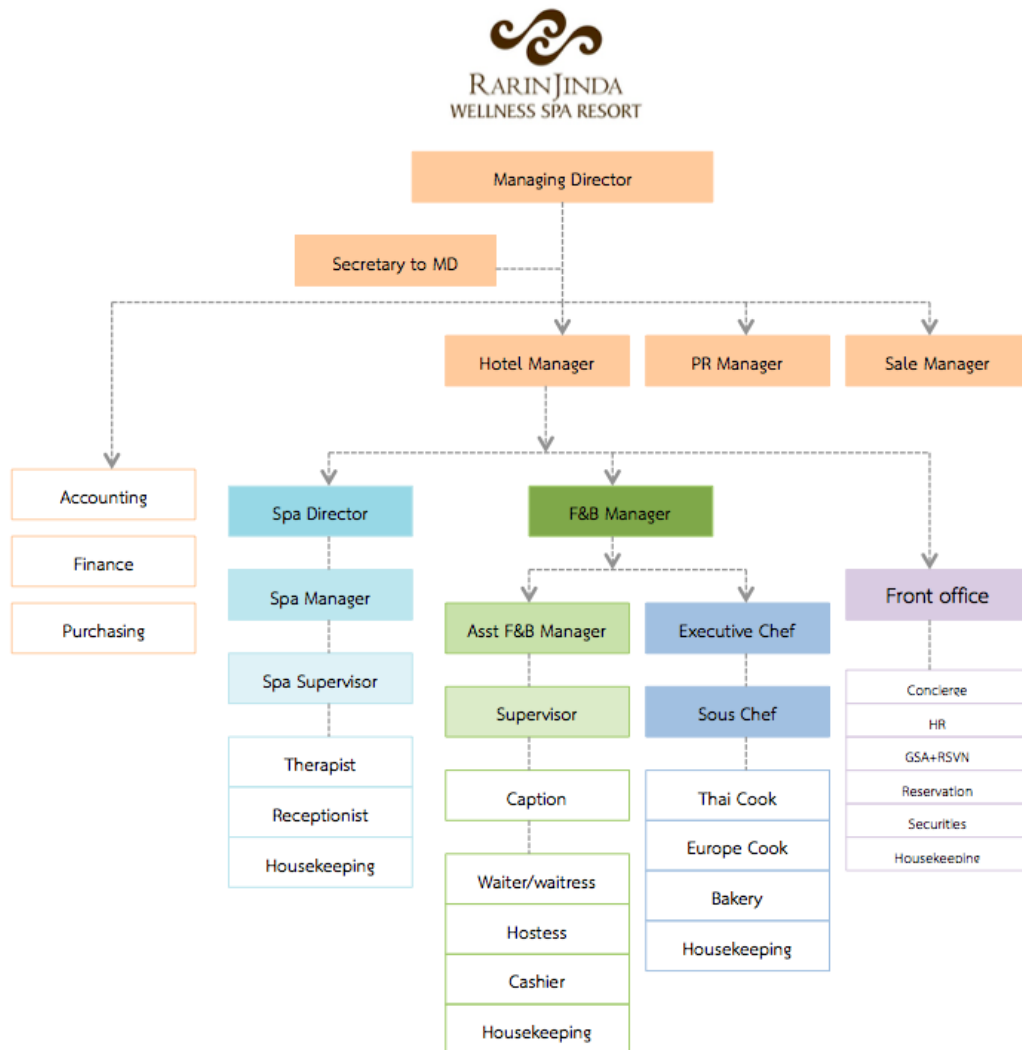 RARINJINDA
WELLNESS SPA RESORT
Managing Director
Secretary to MD
Hotel Manager
PR Manager
Sale Manager
Accounting
Finance
Purchasing
Spa Director
Spa Manager
Spa Supervisor
Therapist
Receptionist
Housekeeping
F&B Manager
Asst F&B Manager
Supervisor
Caption
Waiter/waitress
Hostess
Cashier
Housekeeping
Executive Chef
Sous Chef
Thai Cook
Europe Cook
Bakery
Housekeeping
Front office
Concierge
HR
GSA+RSVN
Reservation
Securities
Housekeeping